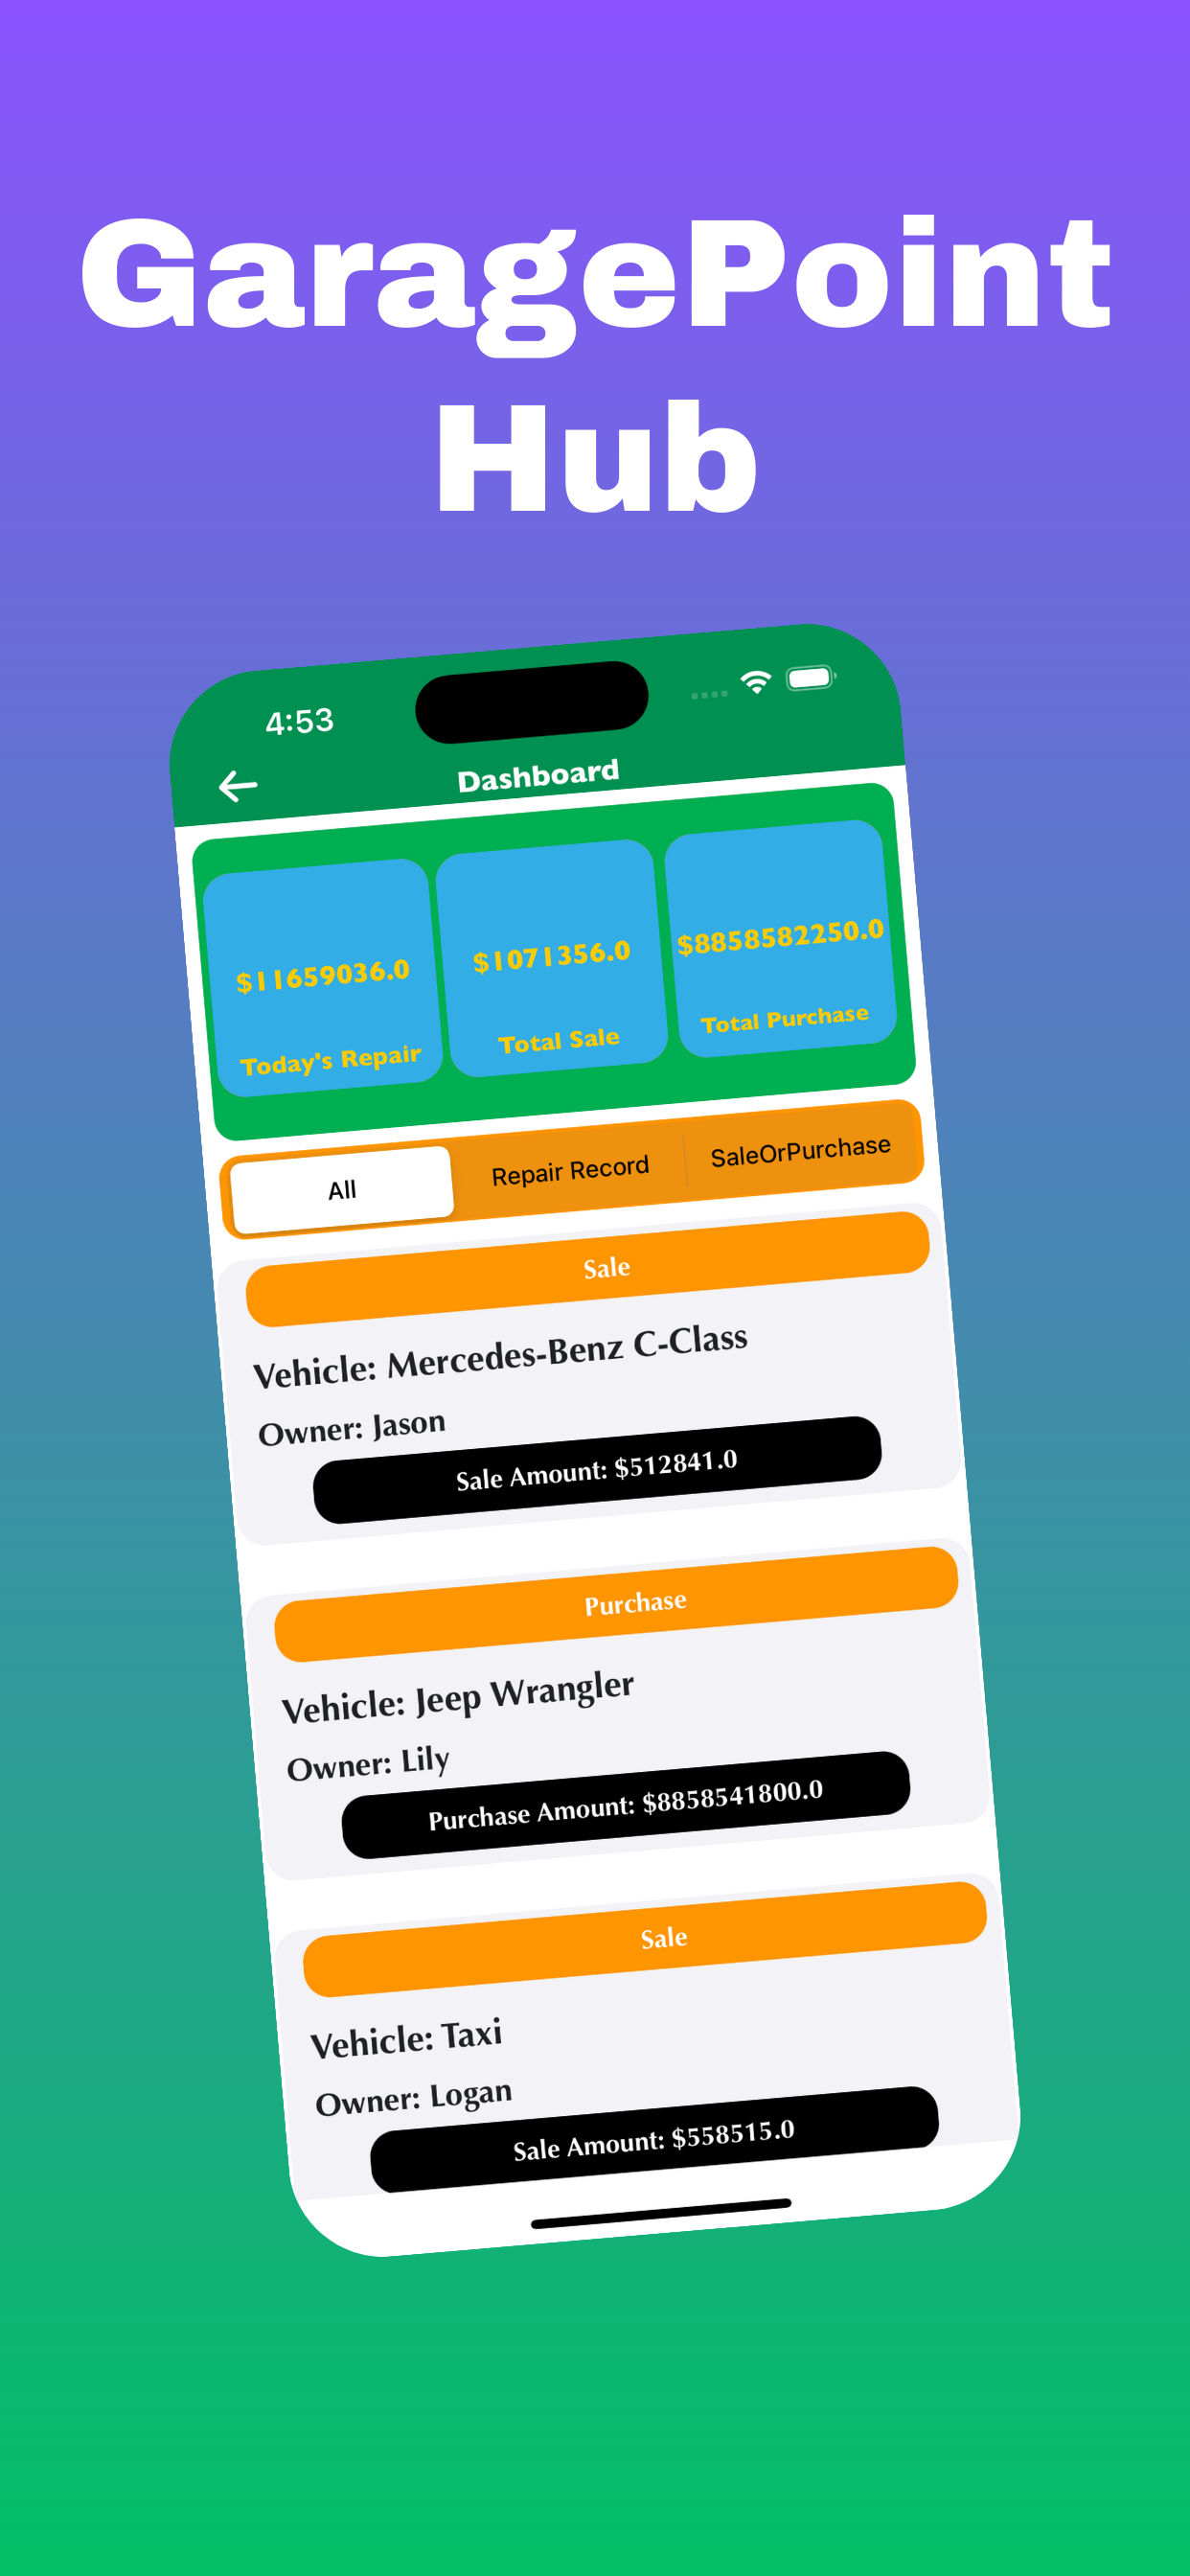 GaragePoint
Hub
4:53
Dashboard
$11659036.0
$1071356.0
$8858582250.0
Today's Repair
Total Sale
Total Purchase
All
Repair Record
SaleOrPurchase
Sale
Vehicle: Mercedes-Benz C-Class
Owner: Jason
Sale Amount: $512841.0
Purchase
Vehicle: Jeep Wrangler
Owner: Lily
Purchase Amount: $8858541800.0
Sale
Vehicle: Taxi
Owner: Logan
Sale Amount: $558515.0